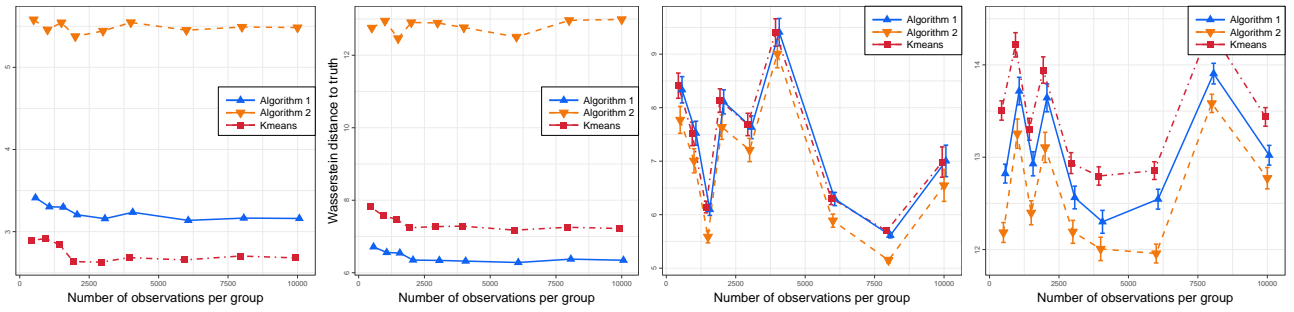 5
3
0
2500
5000
7500
10000
Number of observations per group
Algorithm 1
Algorithm 2
Kmeans
Wasserstein distance to truth
12
10
8
6
0
2500
5000
7500
10000
Number of observations per group
Algorithm 1
Algorithm 2
Kmeans
9
8
7
6
5
0
2500
5000
7500
10000
Number of observations per group
Algorithm 1
Algorithm 2
Kmeans
14
13
12
0
2500
5000
7500
10000
Number of observations per group
Algorithm 1
Algorithm 2
Kmeans